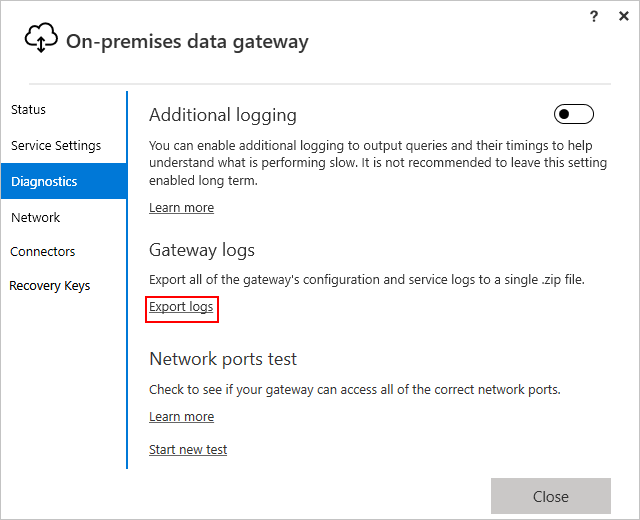 ?
On-premises data gateway
Status
Service Settings
Diagnostics
Network
Connectors
Recovery Keys
Additional logging
You can enable additional logging to output queries and their timings to help
understand what is performing slow. It is not recommended to leave this setting
enabled long term.
Learn more
Gateway logs
Export all of the gateway's configuration and service logs to a single .zip file.
Export logs
Network ports test
Check to see if your gateway can access all of the correct network ports.
Learn more
Start new test
Close